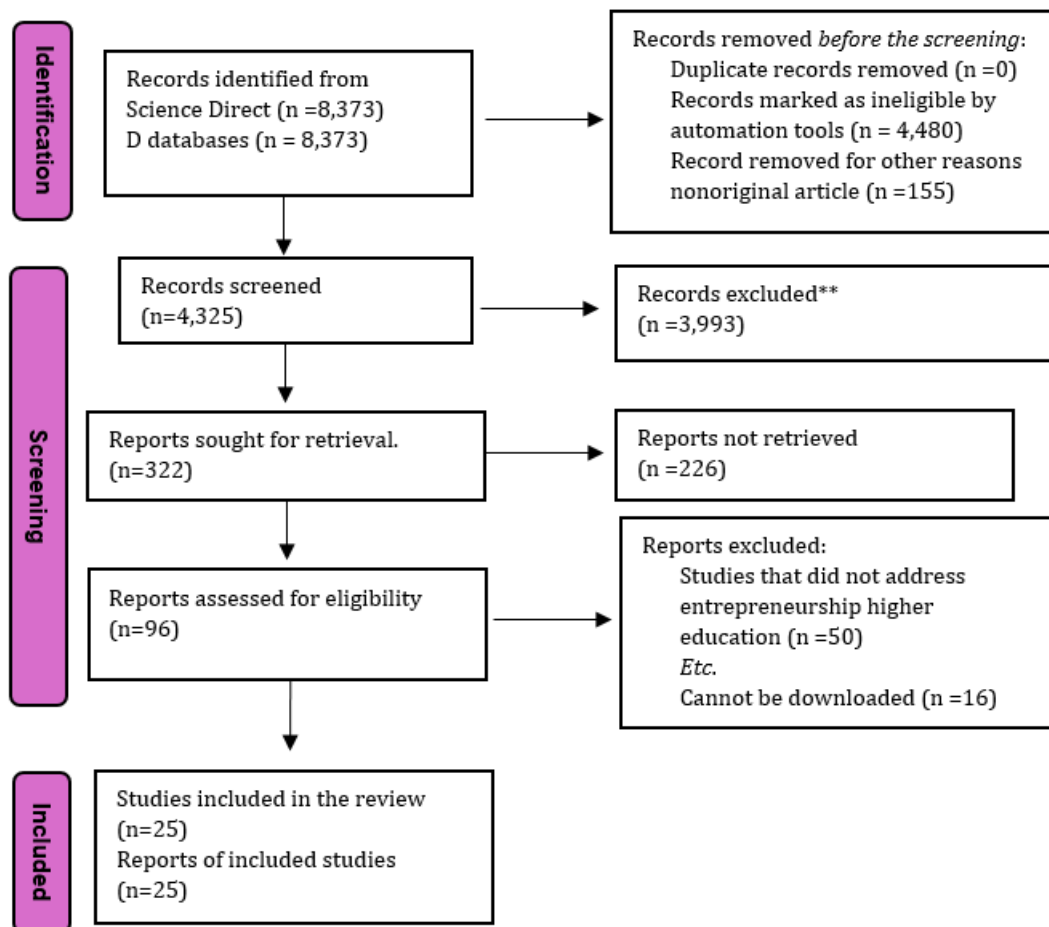 Identification
Records identified from
Science Direct (n =8,373)
D databases (n = 8,373)
Records removed before the screening:
Duplicate records removed (n =0)
Records marked as ineligible by
automation tools (n = 4,480)
Record removed for other reasons
nonoriginal article (n =155)
Screening
Records screened
(n=4,325)
Records excluded**
(n =3,993)
Reports sought for retrieval.
(n=322)
Reports not retrieved
(n =226)
Reports assessed for eligibility
(n=96)
Reports excluded:
Studies that did not address
entrepreneurship higher
education (n =50)
Etc.
Cannot be downloaded (n =16)
Included
Studies included in the review
(n=25)
Reports of included studies
(n=25)